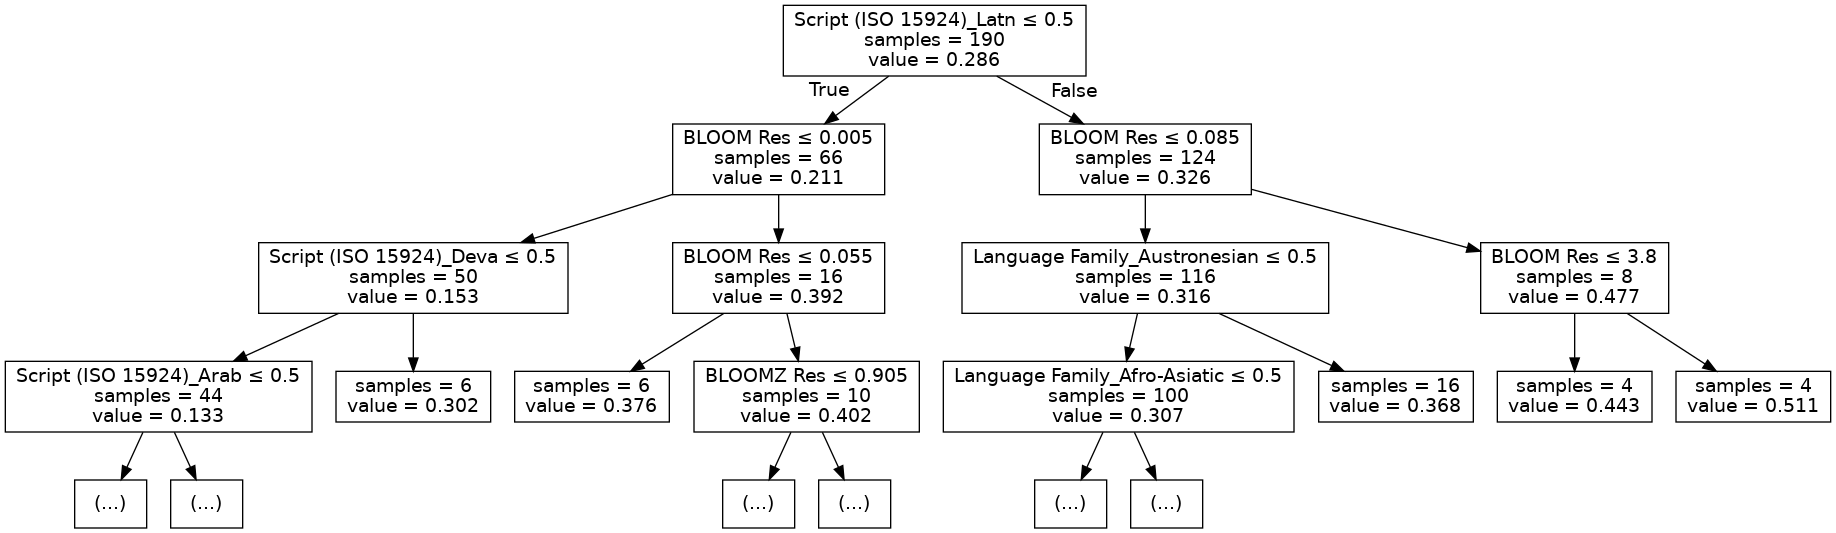 Script (ISO 15924)_Latn ≤ 0.5
samples = 190
value = 0.286
True
False
BLOOM Res ≤ 0.005
samples = 66
value = 0.211
BLOOM Res ≤ 0.085
samples = 124
value = 0.326
Script (ISO 15924)_Deva ≤ 0.5
samples = 50
value = 0.153
BLOOM Res ≤ 0.055
samples = 16
value = 0.392
Language Family_Austronesian ≤ 0.5
samples = 116
value = 0.316
BLOOM Res ≤ 3.8
samples = 8
value = 0.477
Script (ISO 15924)_Arab ≤ 0.5
samples = 44
value = 0.133
samples = 6
value = 0.302
samples = 6
value = 0.376
BLOOMZ Res ≤ 0.905
samples = 10
value = 0.402
Language Family_Afro-Asiatic ≤ 0.5
samples = 100
value = 0.307
samples = 16
value = 0.368
samples = 4
value = 0.443
samples = 4
value = 0.511
(...)
(...)
(...)
(...)
(...)
(...)